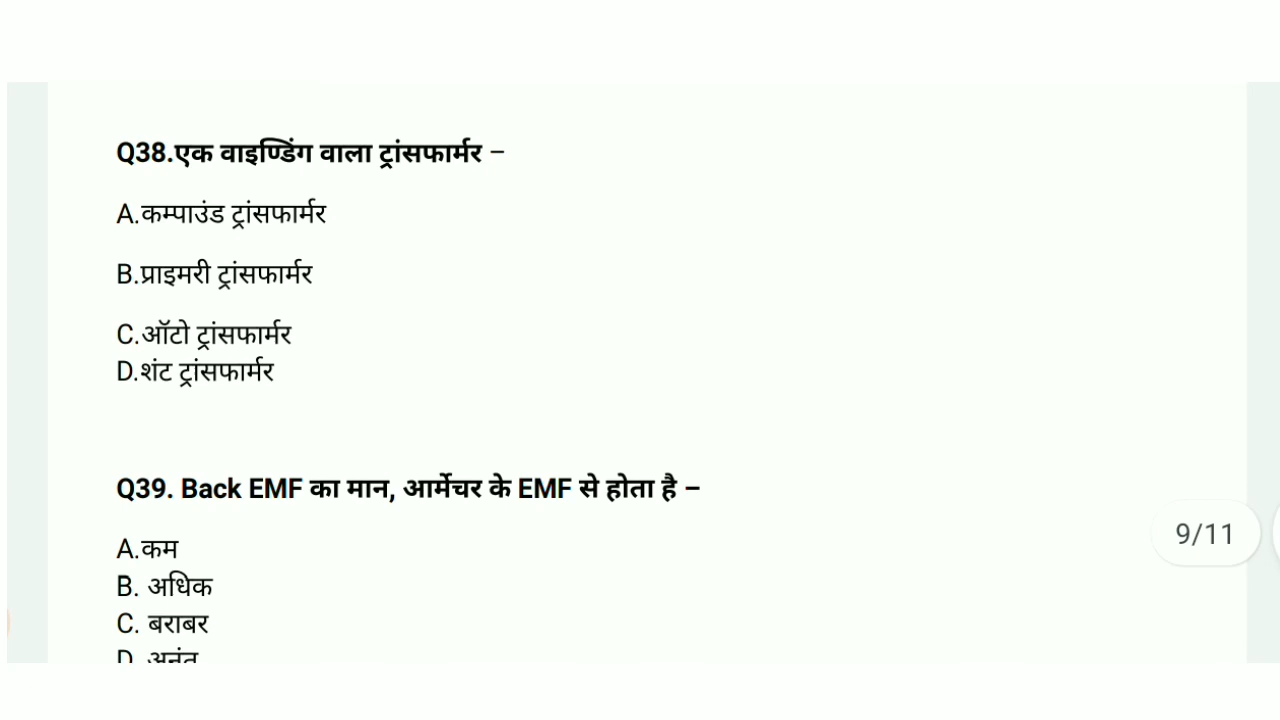 Q38.एक वाइण्डिंग वाला ट्रांसफार्मर –
A.कम्पाउंड ट्रांसफार्मर
B.प्राइमरी ट्रांसफार्मर
C.ऑटो ट्रांसफार्मर
D.शंट ट्रांसफार्मर
Q39. Back EMF का मान, आर्मेचर के EMF से होता है –
9/11
A.कम
B. अधिक
C. बराबर
D. अनंत